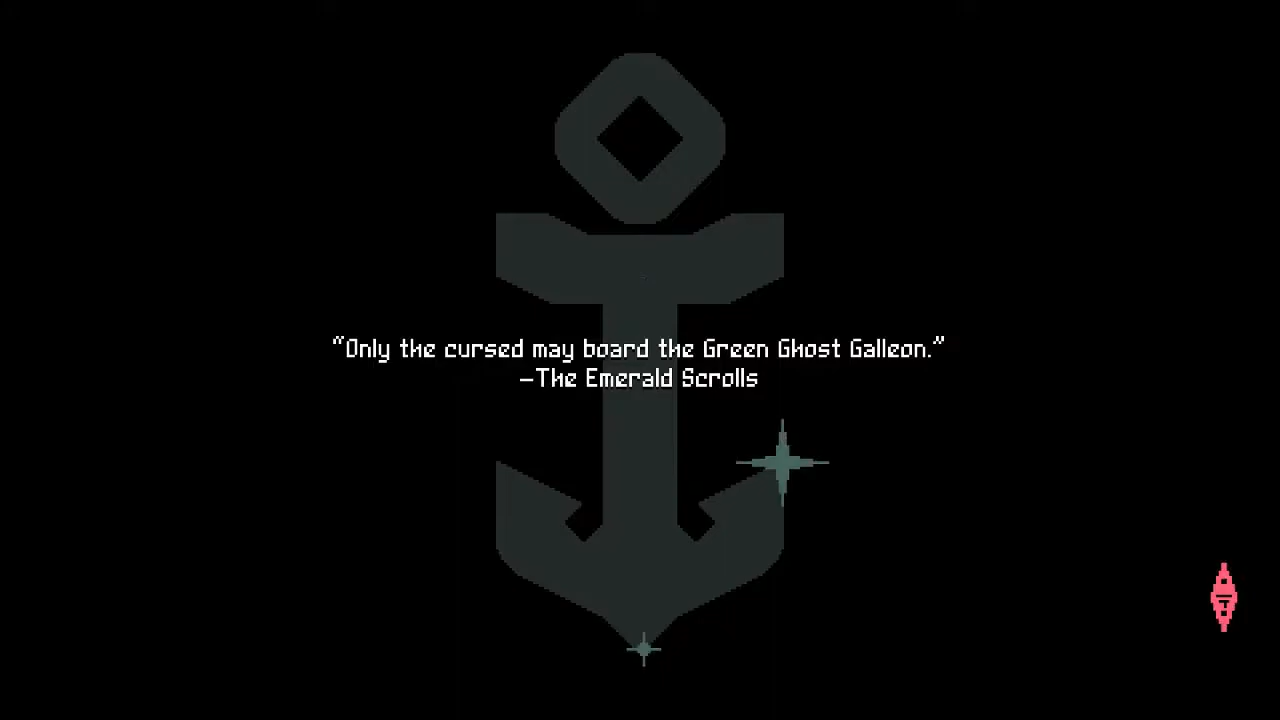 “Only the cursed may board the Green Ghost Galleon.”
—The Emerald Scrolls